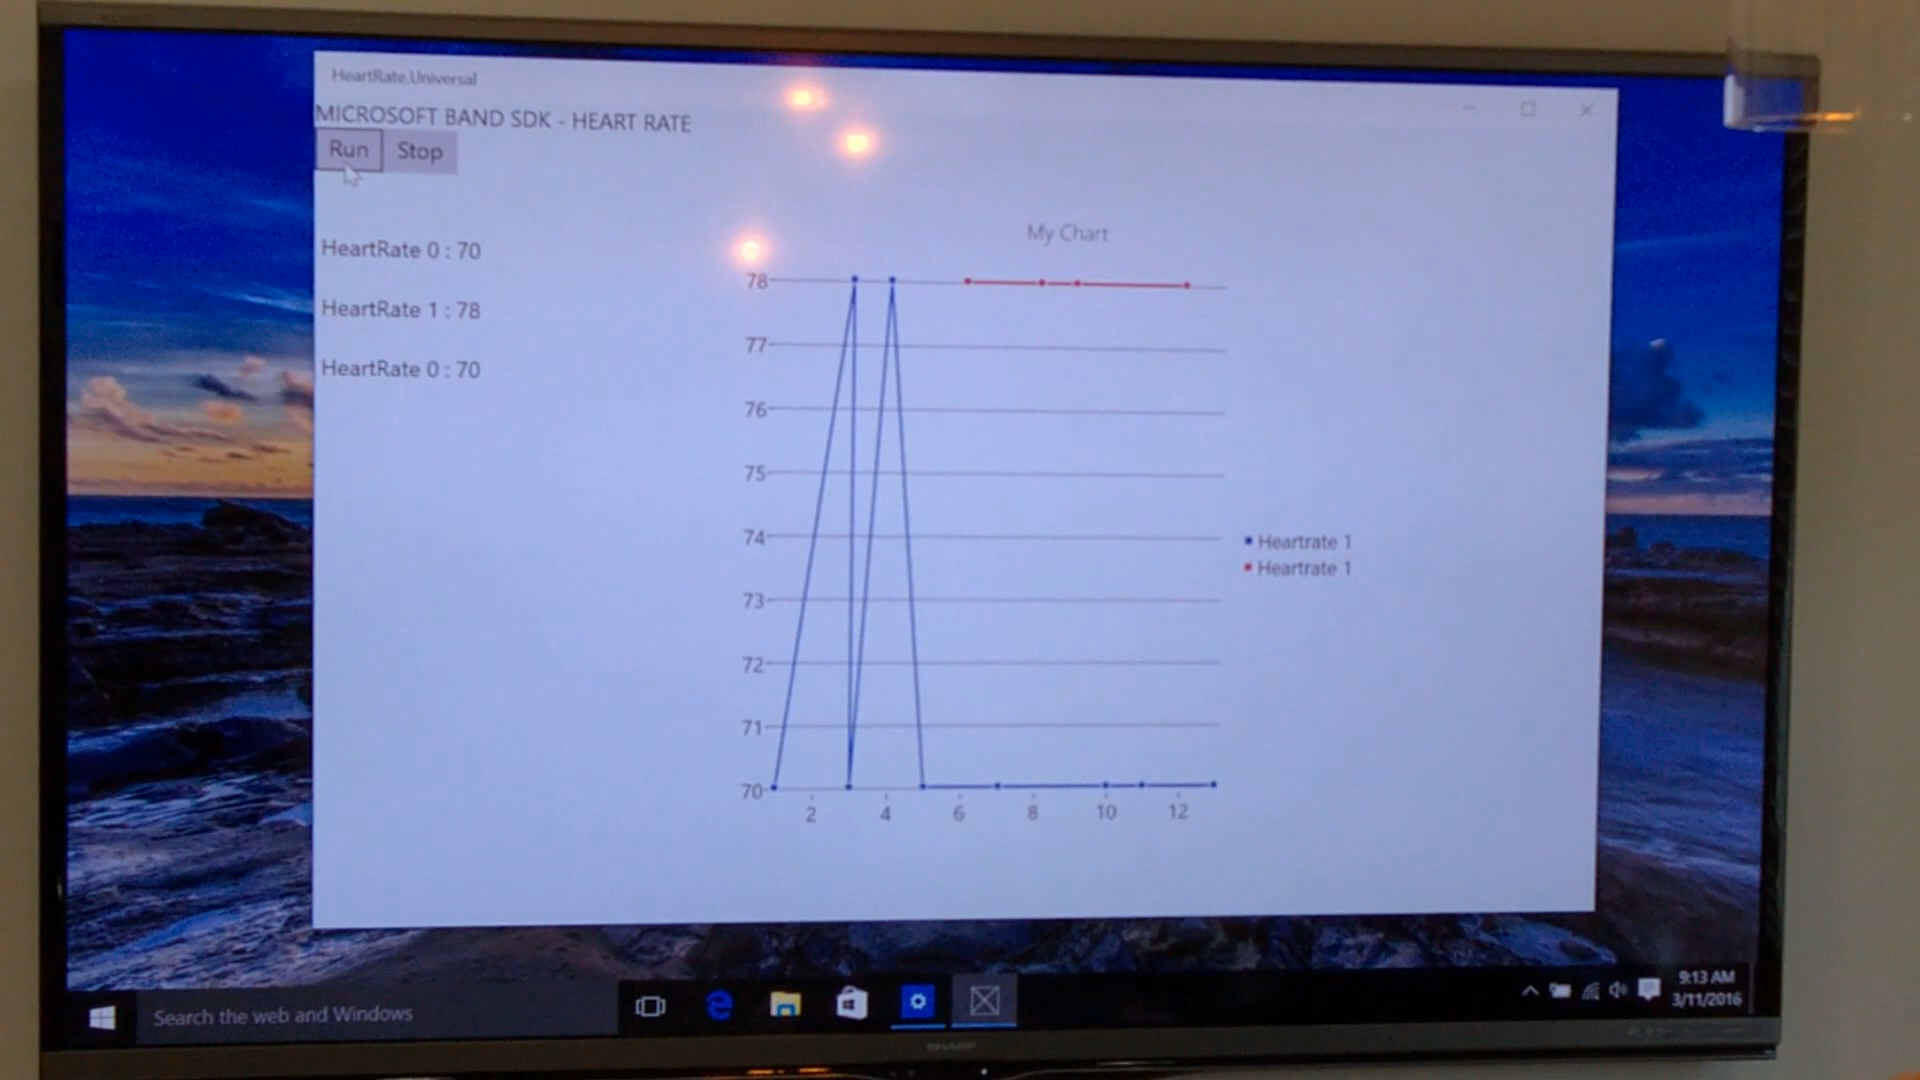 HeartRate.Universal
MICROSOFT BAND SDK - HEART RATE
Run Stop
HeartRate 0 : 70
HeartRate 1 : 78
HeartRate 0 : 70
My Chart
78
77
76
75
74
73
72
71
70
2 4 6 8 10 12
Heartrate 1
Heartrate 1
Search the web and Windows
9:13 AM
3/11/2016
SHARP